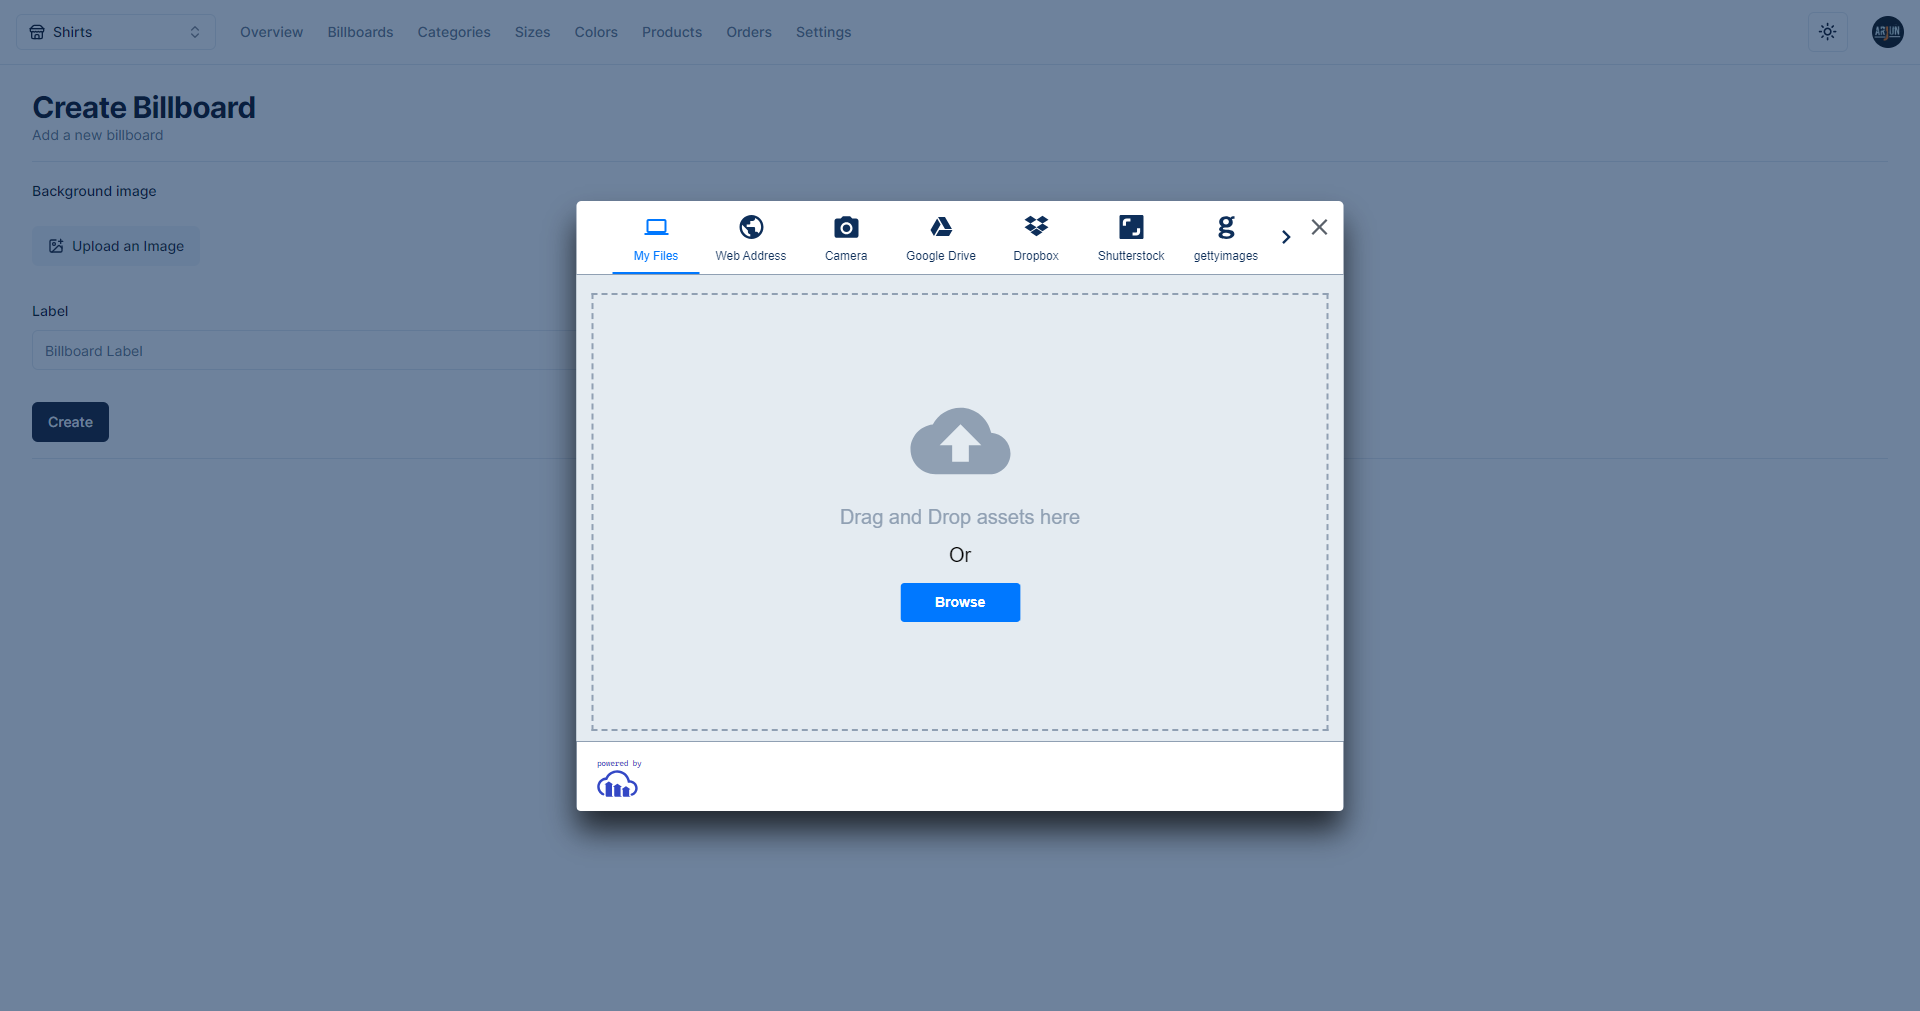 Shirts
Overview
Billboards
Categories
Sizes
Colors
Products
Orders
Settings
ARJUN
Create Billboard
Add a new billboard
Background image
Upload an Image
Label
Billboard Label
Create
My Files
Web Address
Camera
Google Drive
Dropbox
Shutterstock
gettyimages
Drag and Drop assets here
Or
Browse
powered by